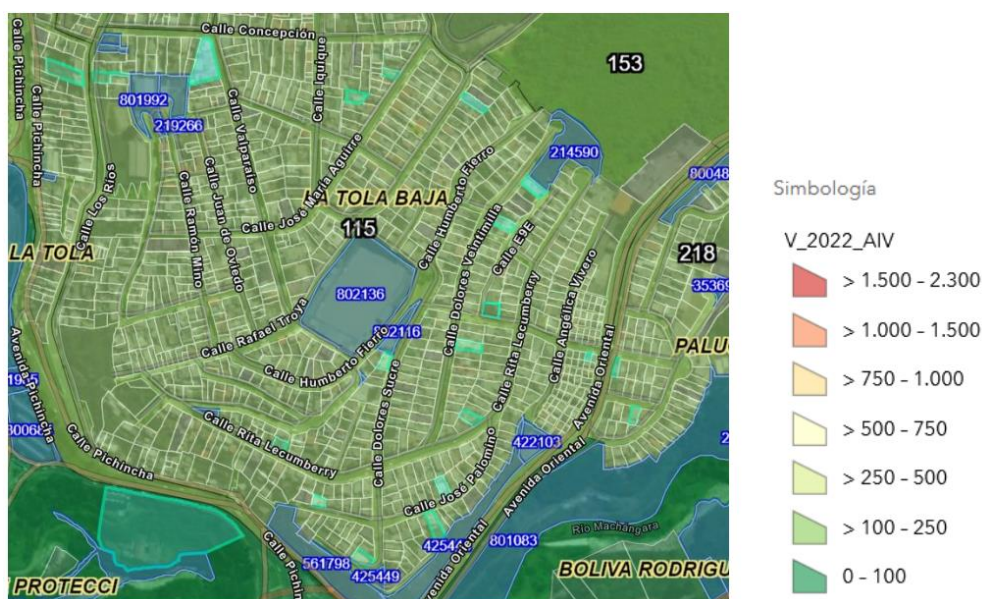 Calle Concepción
Calle Pichincha
Calle Pichincha
Calle Iquique
153
801992
219266
Calle Valparaiso
214590
80048
Calle Los Ríos
Calle Ramón Mino
Calle Juan de Oviedo
Calle José María Aguirre
LA TOLA BAJA
115
Calle Humberto Fierro
Calle Dolores Veintimilla
Calle E9E
LA TOLA
218
802136
35369
Calle Rafael Troya
Calle Humberto Fierro
Calle Rita Lecumberry
Calle Angélica Vivero
Avenida Oriental
Avenida Pichincha
Calle Dolores Sucre
Calle Rita Lecumberry
422103
Calle Pichincha
Calle José Palomino
Avenida Oriental
Río Machángara
801083
561798
425449
Avenida Oriental
PROTECCI
BOLIVA RODRIGU
Simbología
V_2022_AIV
> 1.500 - 2.300
> 1.000 - 1.500
> 750 - 1.000
> 500 - 750
> 250 - 500
> 100 - 250
0 - 100